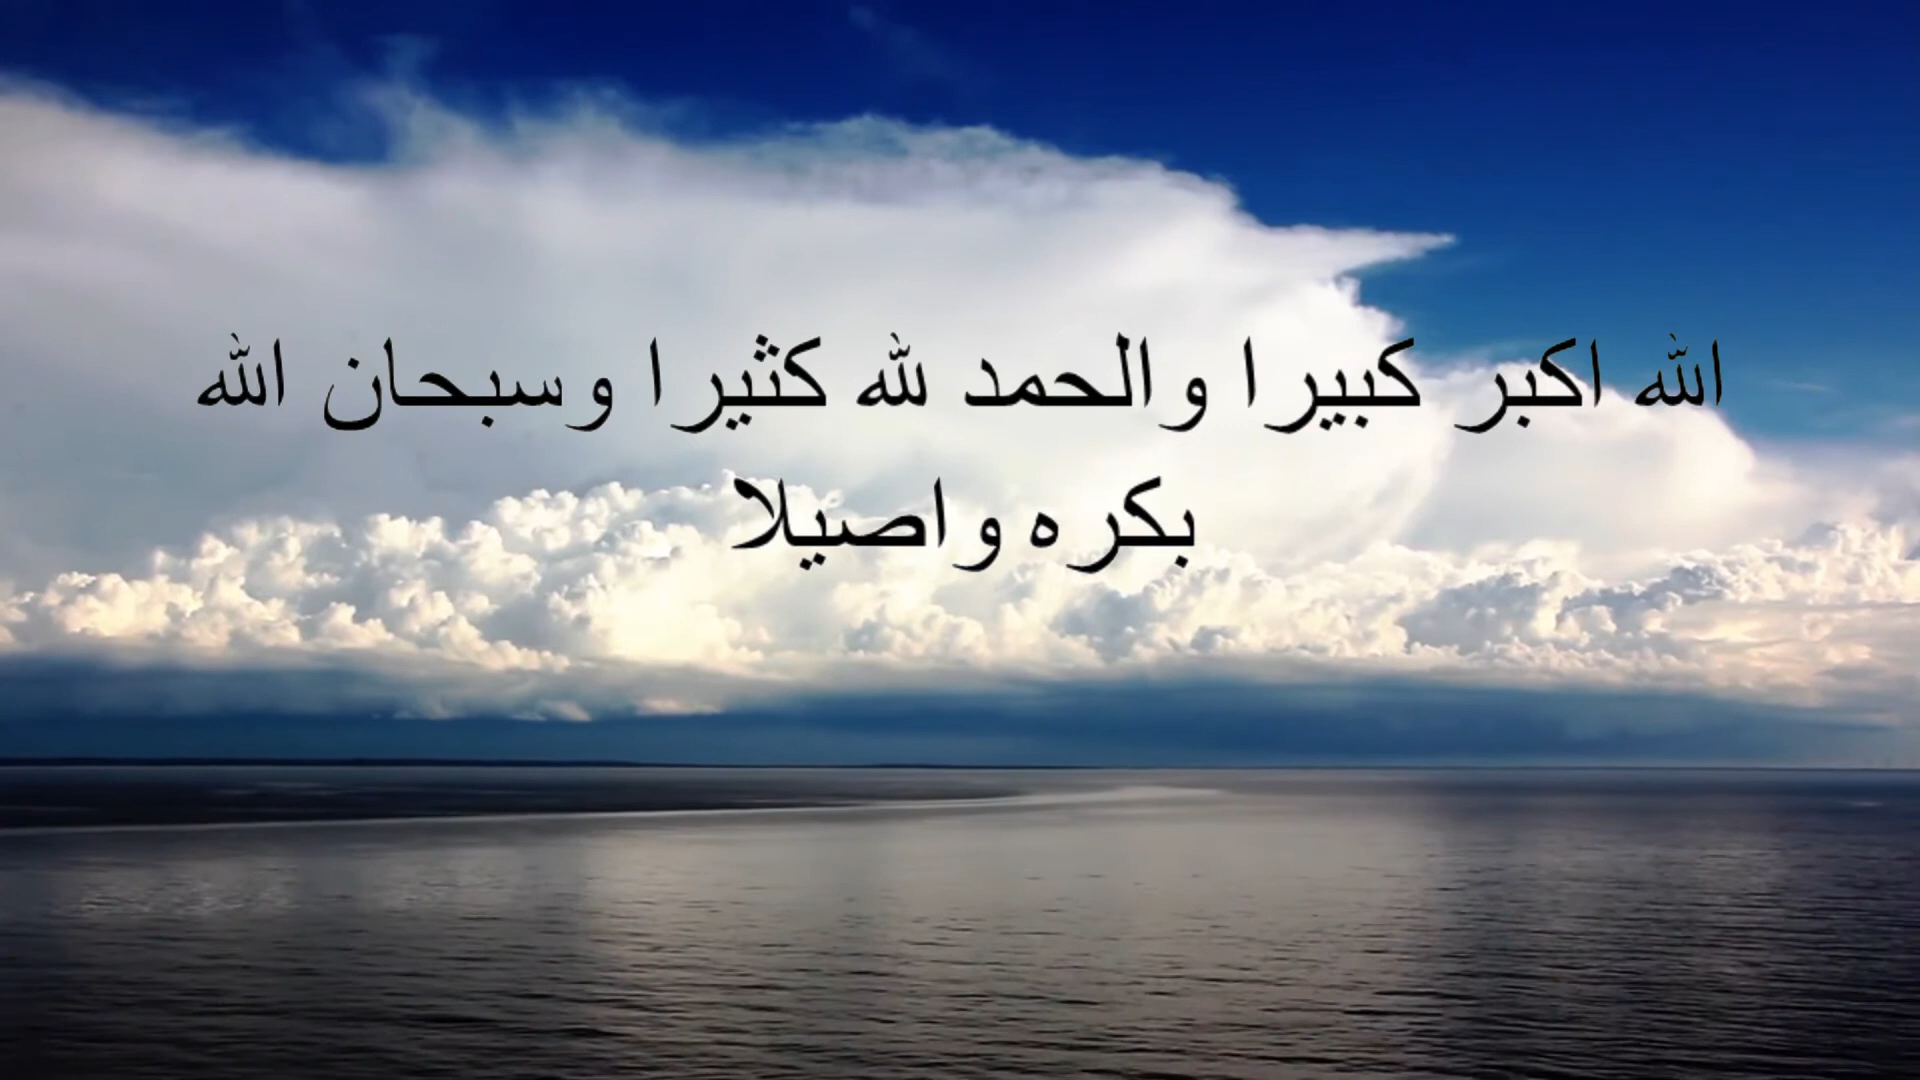 الله اكبر كبيرا والحمد لله كثيرا وسبحان الله
بكره واصيلا